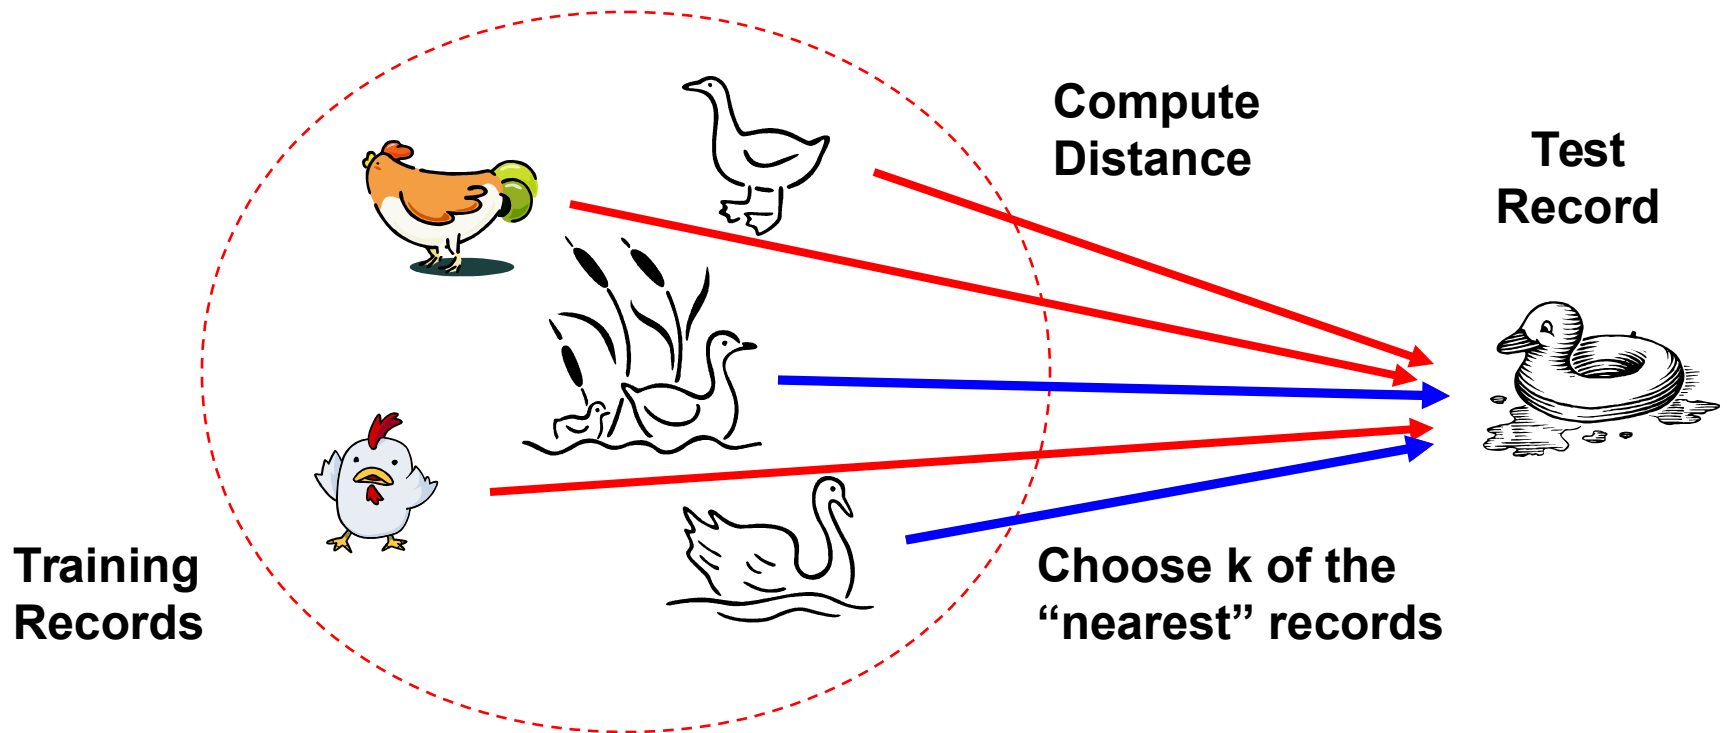 Compute
Distance
Test
Record
Training
Records
Choose k of the
“nearest” records